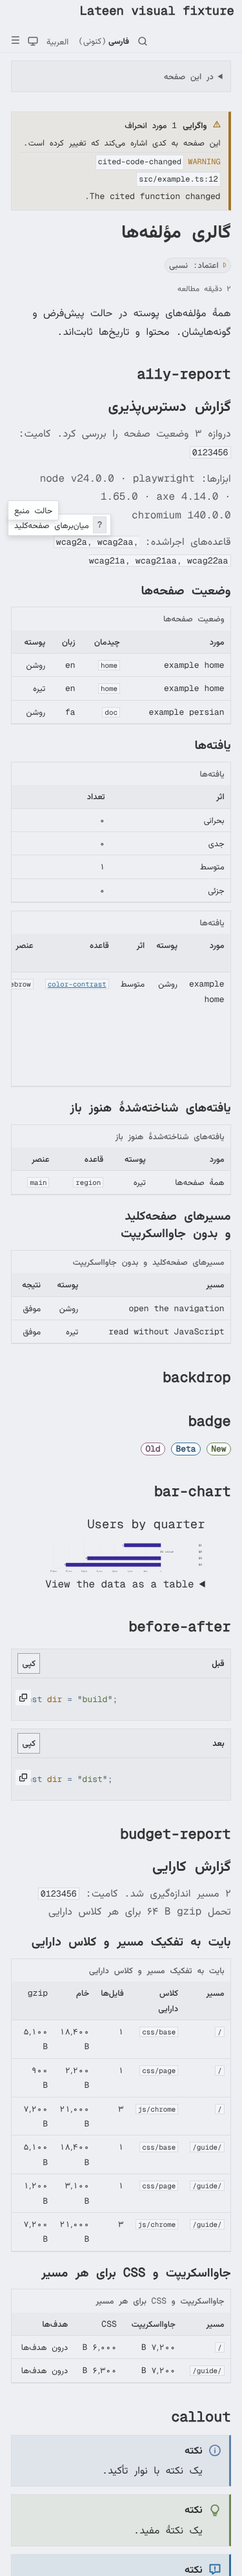 Lateen visual fixture
فارسی (کنونی) العربية
در این صفحه
واگرایی 1 مورد انحراف
این صفحه به کدی اشاره می‌کند که تغییر کرده است.
WARNING cited-code-changed
src/example.ts:12
The cited function changed.
گالری مؤلفه‌ها
اعتماد: نسبی
۲ دقیقه مطالعه
همهٔ مؤلفه‌های پوسته در حالت پیش‌فرض و
گونه‌هایشان. محتوا و تاریخ‌ها ثابت‌اند.
a11y-report
گزارش دسترس‌پذیری
دروازه ۳ وضعیت صفحه را بررسی کرد. کامیت:
0123456
ابزارها: node v24.0.0 · playwright
1.65.0 · axe 4.14.0 ·
chromium 140.0.0
حالت منبع
میان‌برهای صفحه‌کلید ?
قاعده‌های اجراشده: wcag2a, wcag2aa,
wcag21a, wcag21aa, wcag22aa
وضعیت صفحه‌ها
وضعیت صفحه‌ها
مورد چیدمان زبان پوسته
example home home en روشن
example home home en تیره
example persian doc fa روشن
یافته‌ها
یافته‌ها
اثر تعداد
بحرانی ۰
جدی ۰
متوسط ۱
جزئی ۰
یافته‌ها
مورد پوسته اثر قاعده عنصر
example home روشن متوسط color-contrast
یافته‌های شناخته‌شدهٔ هنوز باز
یافته‌های شناخته‌شدهٔ هنوز باز
مورد پوسته قاعده عنصر
همهٔ صفحه‌ها تیره region main
مسیرهای صفحه‌کلید
و بدون جاوااسکریپت
مسیرهای صفحه‌کلید و بدون جاوااسکریپت
مسیر پوسته نتیجه
open the navigation روشن موفق
read without JavaScript تیره موفق
backdrop
badge
New Beta Old
bar-chart
Users by quarter
View the data as a table
before-after
قبل کپی
st dir = "build";
بعد کپی
st dir = "dist";
budget-report
گزارش کارایی
۲ مسیر اندازه‌گیری شد. کامیت: 0123456
تحمل ۶۴ B gzip برای هر کلاس دارایی
بایت به تفکیک مسیر و کلاس دارایی
بایت به تفکیک مسیر و کلاس دارایی
مسیر کلاس دارایی فایل‌ها خام gzip
/ css/base ۱ ۱۸٬۴۰۰ B ۵٬۱۰۰ B
/ css/page ۱ ۲٬۲۰۰ B ۹۰۰ B
/ js/chrome ۳ ۲۱٬۰۰۰ B ۷٬۲۰۰ B
/guide/ css/base ۱ ۱۸٬۴۰۰ B ۵٬۱۰۰ B
/guide/ css/page ۱ ۳٬۱۰۰ B ۱٬۲۰۰ B
/guide/ js/chrome ۳ ۲۱٬۰۰۰ B ۷٬۲۰۰ B
جاوااسکریپت و CSS برای هر مسیر
جاوااسکریپت و CSS برای هر مسیر
مسیر جاوااسکریپت CSS هدف‌ها
/ ۷٬۲۰۰ B ۶٬۰۰۰ B درون هدف‌ها
/guide/ ۷٬۲۰۰ B ۶٬۳۰۰ B درون هدف‌ها
callout
نکته
یک نکته با نوار تأکید.
نکته
یک نکتهٔ مفید.
نکته